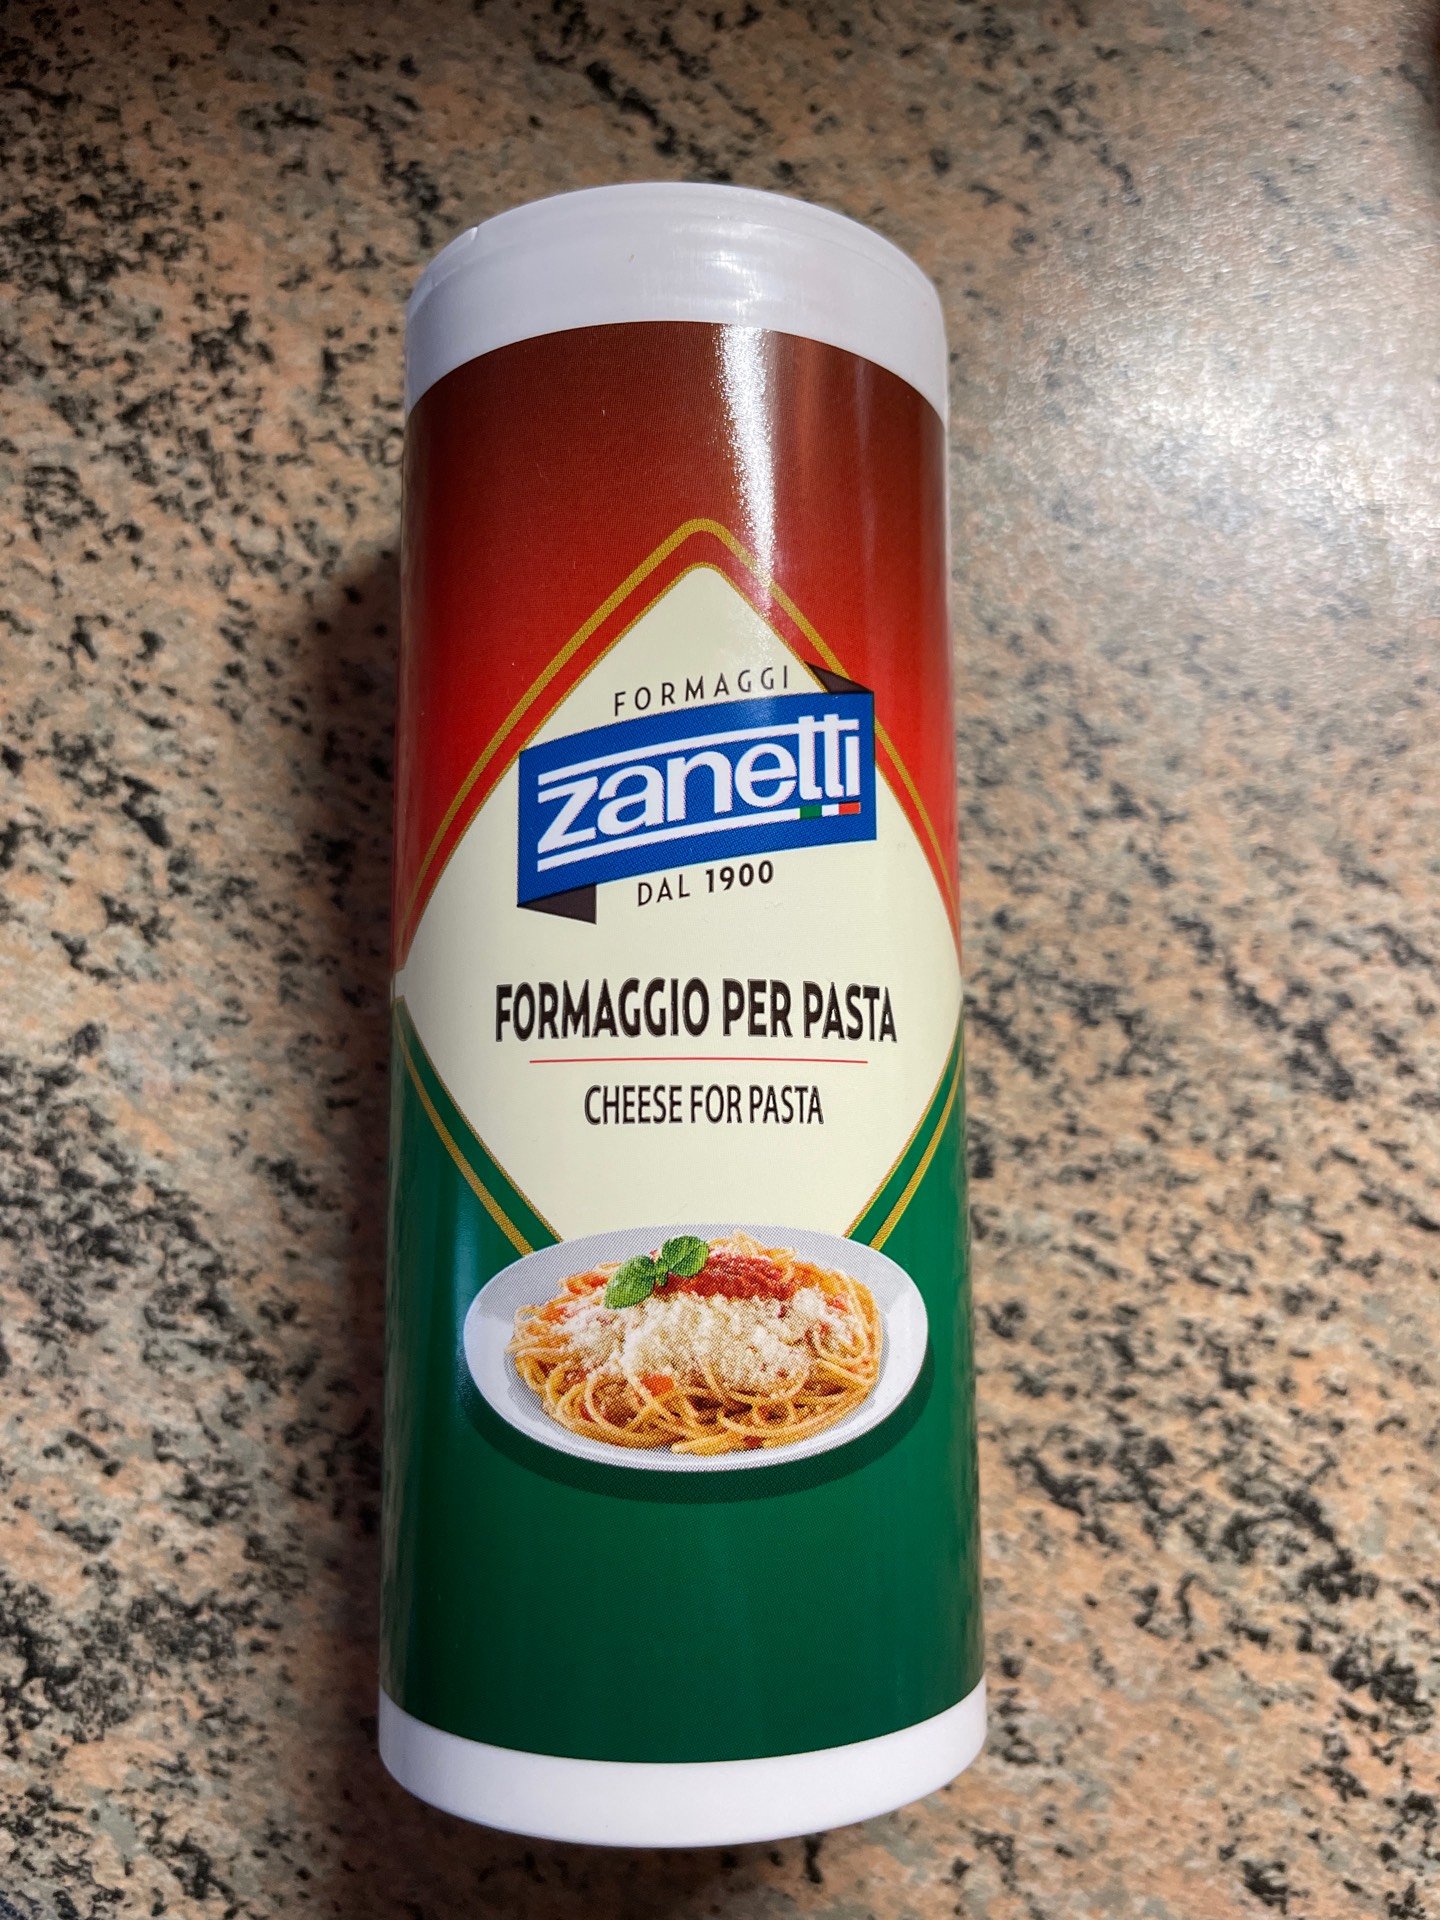 FORMAGGI
zanetti
DAL 1900
FORMAGGIO PER PASTA
CHEESE FOR PASTA